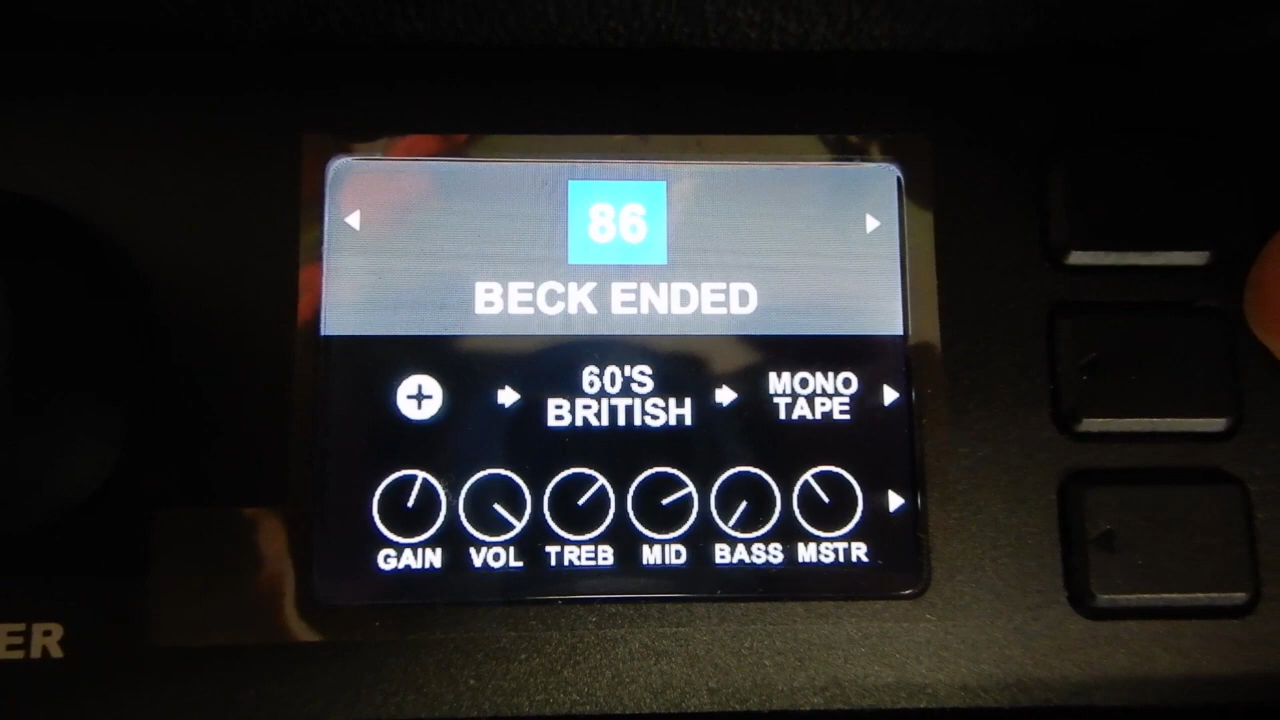 86
BECK ENDED
60'S
BRITISH
MONO
TAPE
GAIN VOL TREB MID BASS MSTR
ER